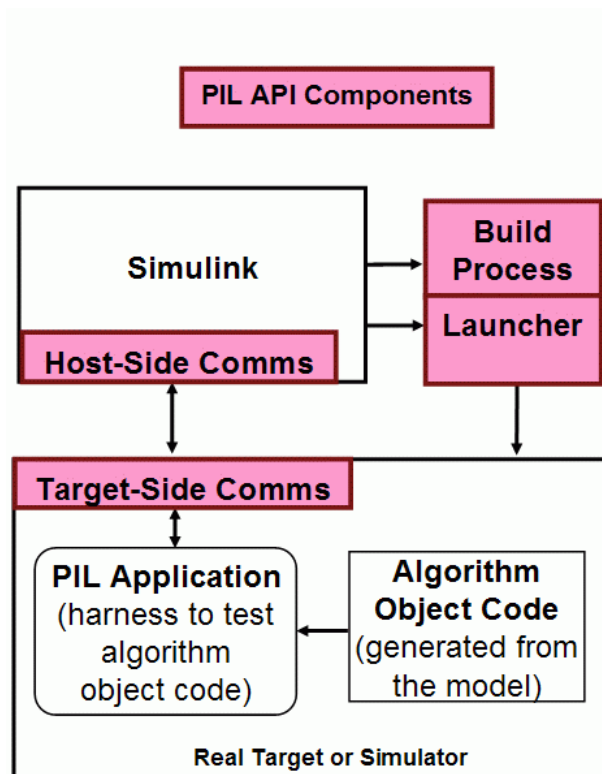 PIL API Components
Simulink
Build
Process
Launcher
Host-Side Comms
Target-Side Comms
PIL Application
(harness to test
algorithm
object code)
Algorithm
Object Code
(generated from
the model)
Real Target or Simulator